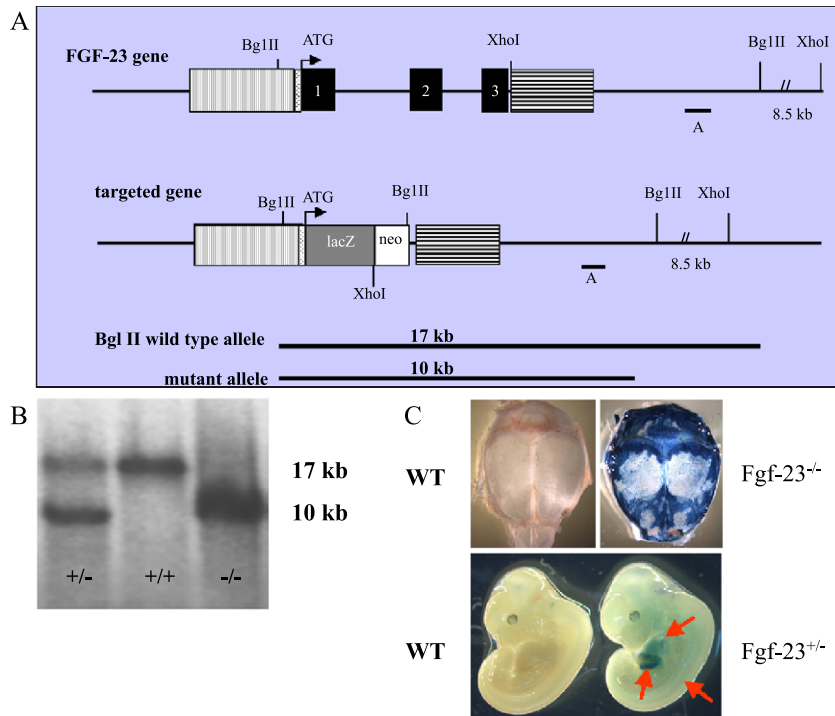 A
FGF-23 gene
Bg1II
ATG
XhoI
Bg1II
XhoI
1
2
3
A
//
8.5 kb
targeted gene
Bg1II
ATG
Bg1II
Bg1II
XhoI
lacZ
neo
XhoI
A
//
8.5 kb
Bgl II wild type allele
17 kb
mutant allele
10 kb
B
17 kb
10 kb
+/-
+/+
-/-
C
WT
Fgf-23-/-
WT
Fgf-23+/-